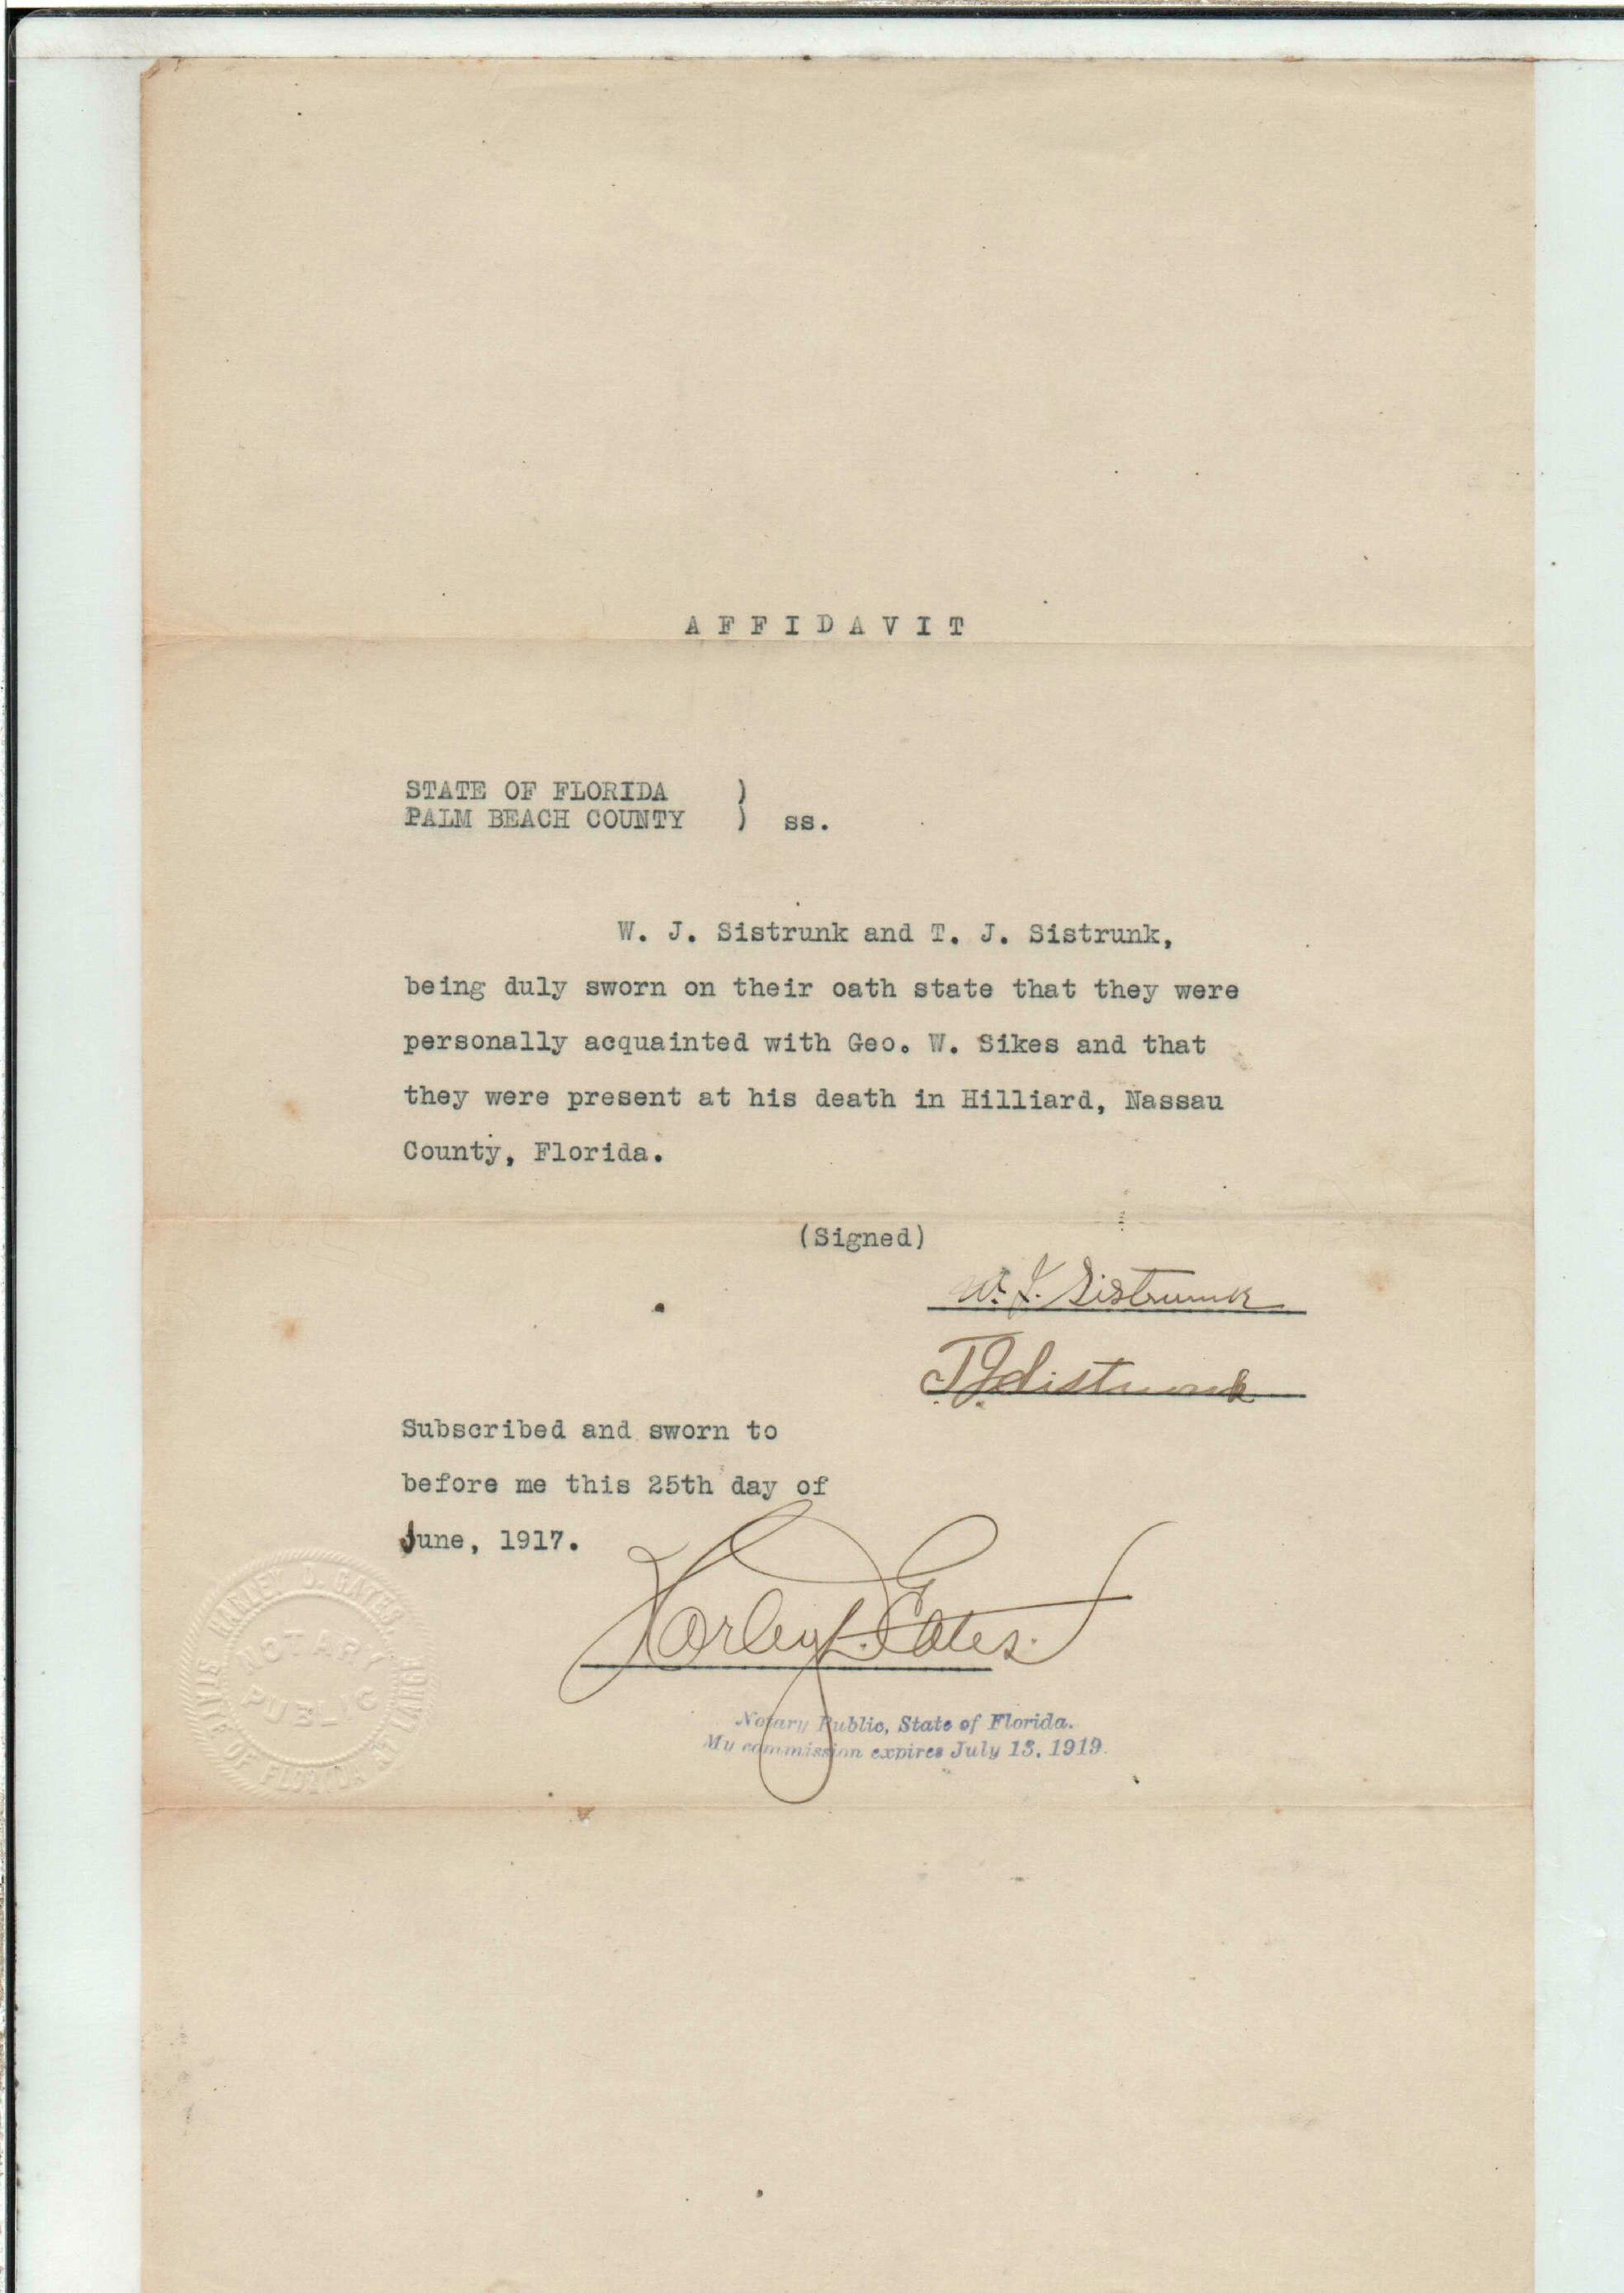 AFFIDAVIT
STATE OF FLORIDA )
PALM BEACH COUNTY ) ss.
W. J. Sistrunk and T. J. Sistrunk,
being duly sworn on their oath state that they were
personally acquainted with Geo. W. Sikes and that
they were present at his death in Hilliard, Nassau
County, Florida.
(Signed)
W. J. Sistrunk
T J Sistrunk
Subscribed and sworn to
before me this 25th day of
June, 1917.
Harley D. Gates.
Notary Public, State of Florida.
My commission expires July 13, 1919.
HARLEY D. GATES.
NOTARY
PUBLIC
STATE OF FLORIDA AT LARGE